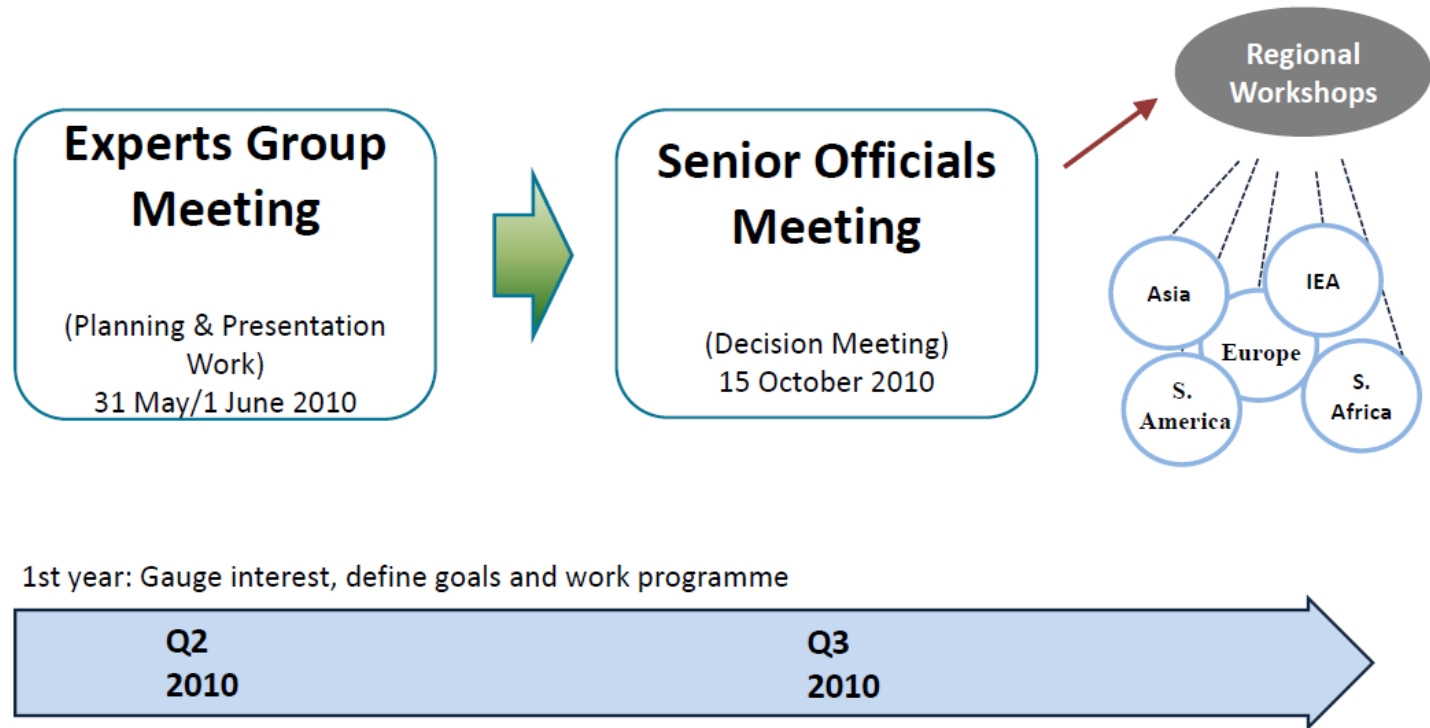 Experts Group
Meeting
(Planning & Presentation
Work)
31 May/1 June 2010
Senior Officials
Meeting
(Decision Meeting)
15 October 2010
Regional
Workshops
Asia
IEA
Europe
S.
America
S.
Africa
1st year: Gauge interest, define goals and work programme
Q2
2010
Q3
2010